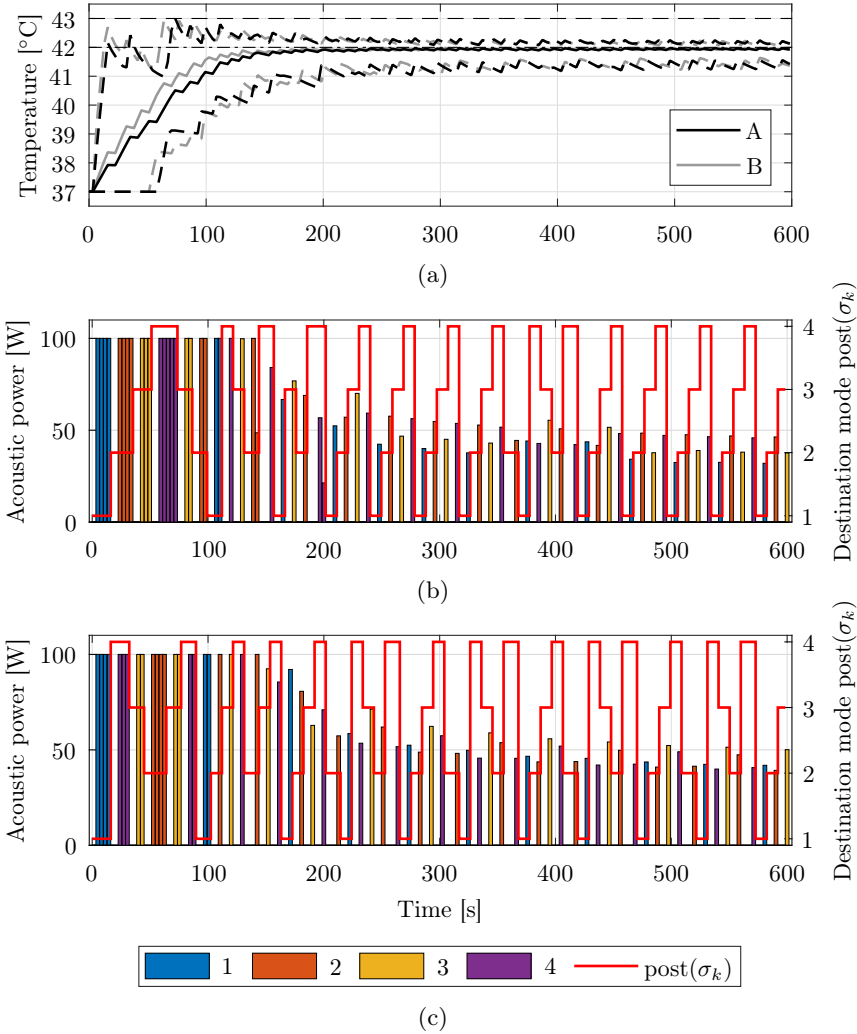 Temperature [°C]
43
42
41
40
39
38
37
A
B
0 100 200 300 400 500 600
(a)
Acoustic power [W]
100
50
0
Destination mode post(σk)
4
3
2
1
0 100 200 300 400 500 600
(b)
Acoustic power [W]
100
50
0
Destination mode post(σk)
4
3
2
1
0 100 200 300 400 500 600
Time [s]
1 2 3 4 post(σk)
(c)